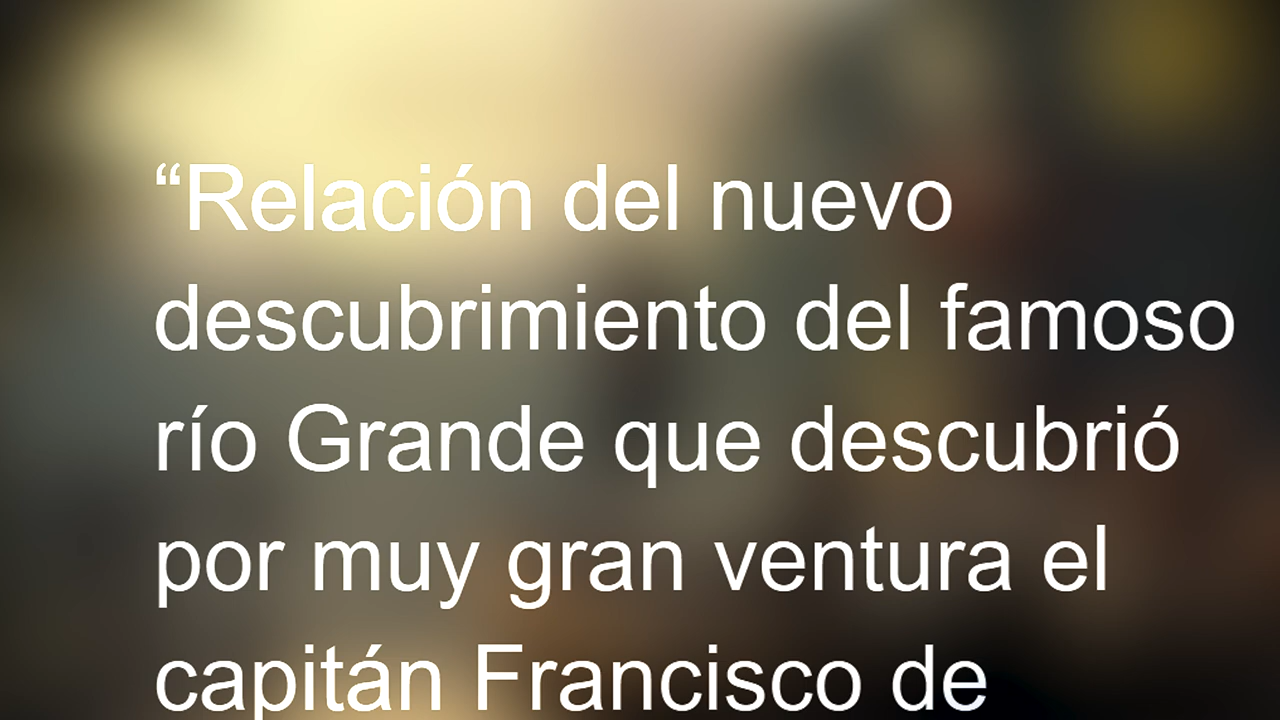 “Relación del nuevo
descubrimiento del famoso
río Grande que descubrió
por muy gran ventura el
capitán Francisco de